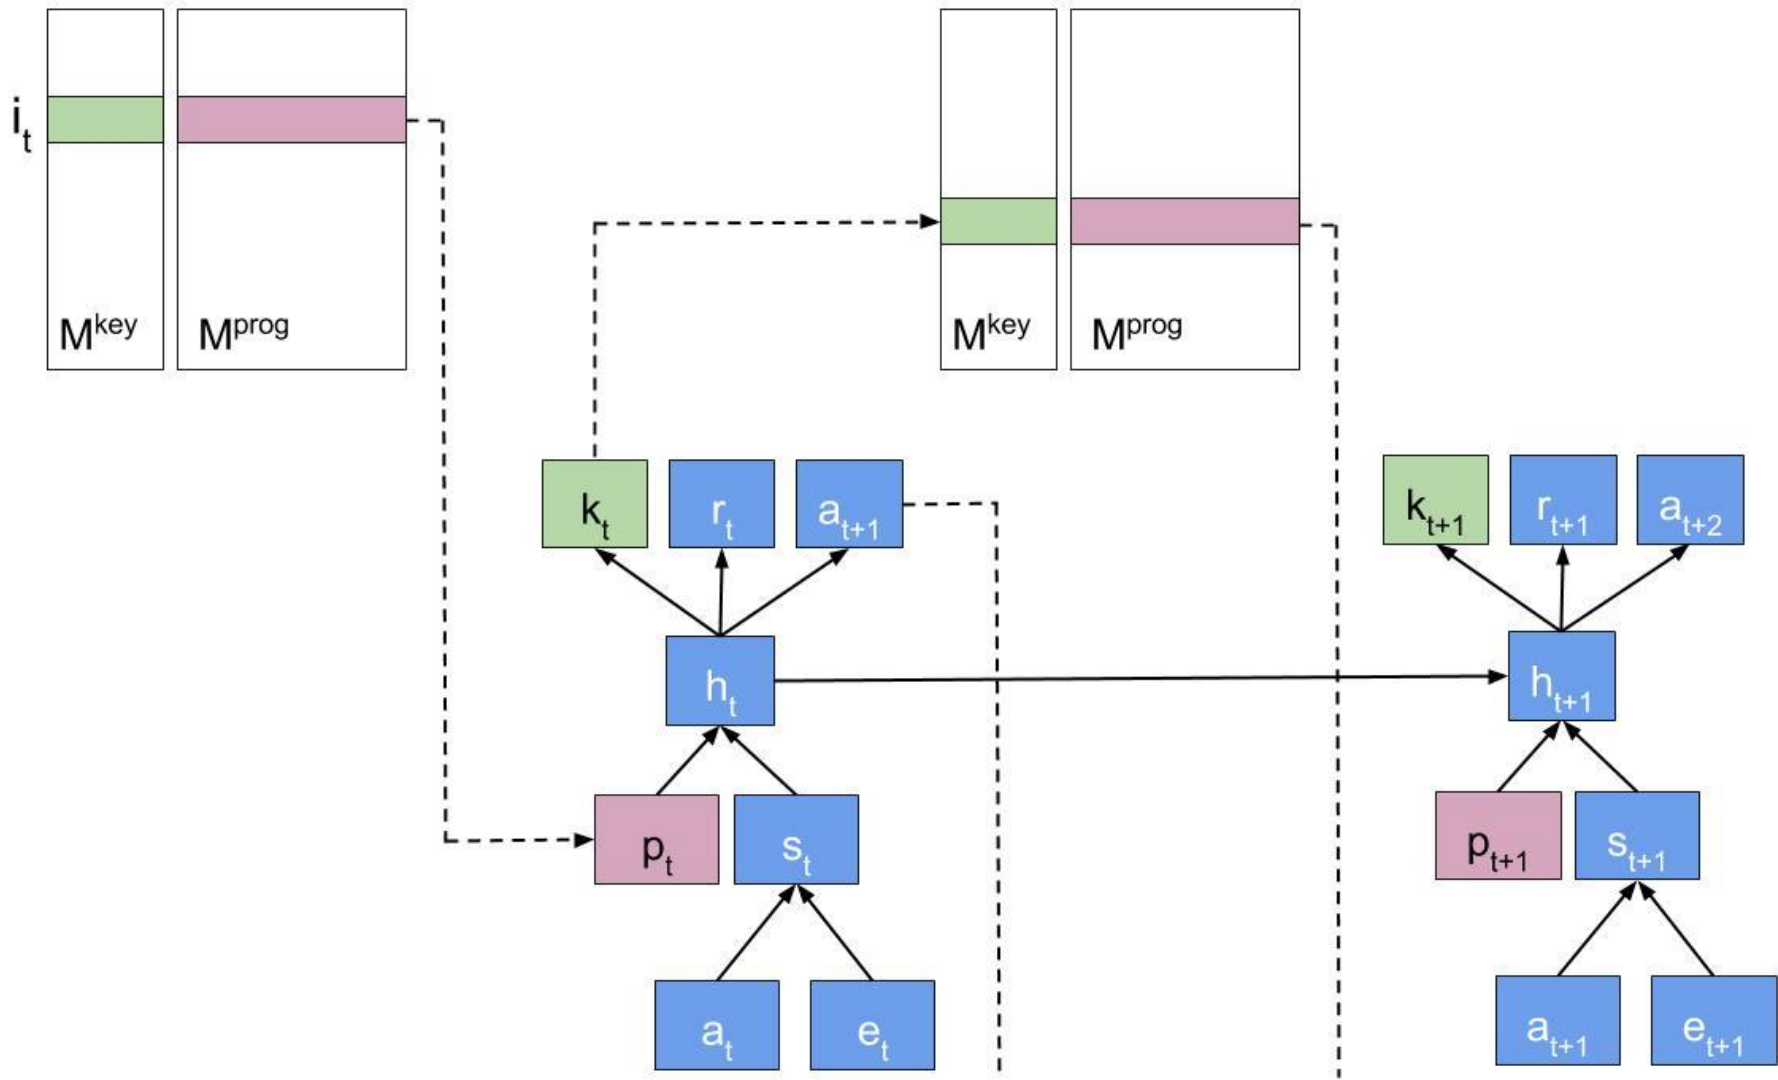 i_t
M^key M^prog
M^key M^prog
k_t r_t a_t+1
k_t+1 r_t+1 a_t+2
h_t
h_t+1
p_t s_t
p_t+1 s_t+1
a_t e_t
a_t+1 e_t+1